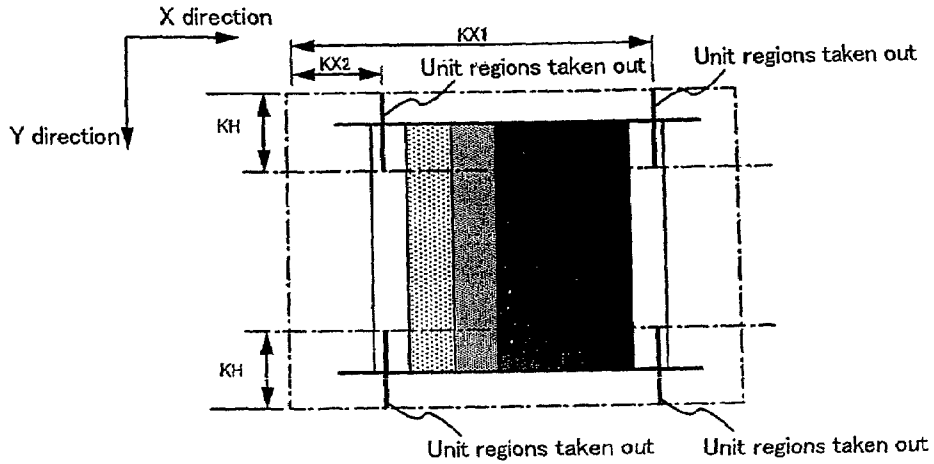 X direction
KX1
KX2
Unit regions taken out
Unit regions taken out
KH
Y direction
KH
Unit regions taken out
Unit regions taken out